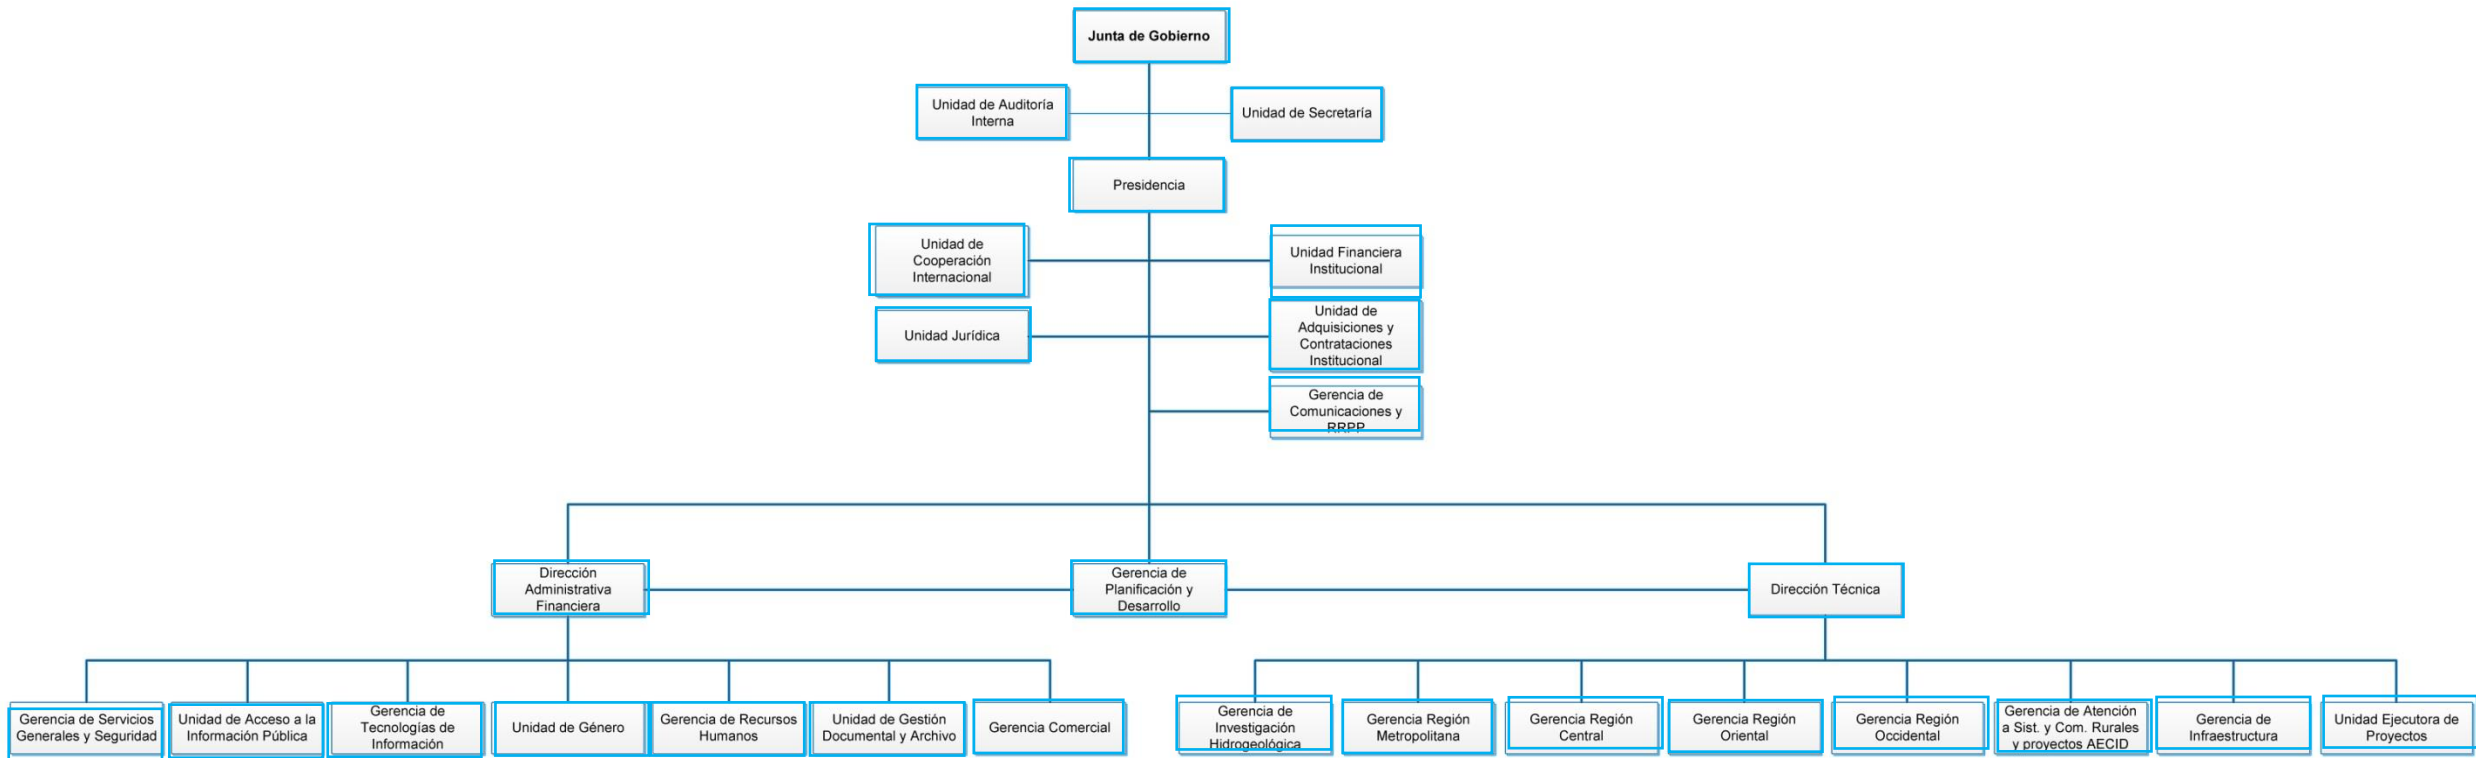 Junta de Gobierno
Unidad de Auditoría
Interna
Unidad de Secretaría
Presidencia
Unidad de
Cooperación
Internacional
Unidad Financiera
Institucional
Unidad Jurídica
Unidad de
Adquisiciones y
Contrataciones
Institucional
Gerencia de
Comunicaciones y
RRPP
Dirección
Administrativa
Financiera
Gerencia de
Planificación y
Desarrollo
Dirección Técnica
Gerencia de Servicios
Generales y Seguridad
Unidad de Acceso a la
Información Pública
Gerencia de
Tecnologías de
Información
Unidad de Género
Gerencia de Recursos
Humanos
Unidad de Gestión
Documental y Archivo
Gerencia Comercial
Gerencia de
Investigación
Hidrogeológica
Gerencia Región
Metropolitana
Gerencia Región
Central
Gerencia Región
Oriental
Gerencia Región
Occidental
Gerencia de Atención
a Sist. y Com. Rurales
y proyectos AECID
Gerencia de
Infraestructura
Unidad Ejecutora de
Proyectos